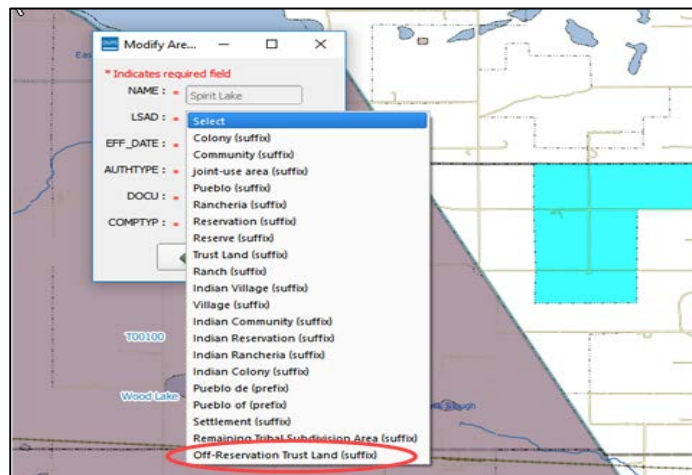 Modify Are...
* Indicates required field
NAME : * Spirit Lake
LSAD : *
Select
Colony (suffix)
Community (suffix)
EFF_DATE : *
joint-use area (suffix)
AUTHTYPE : *
Pueblo (suffix)
DOCU : *
Rancheria (suffix)
COMPTYP : *
Reservation (suffix)
Reserve (suffix)
Trust Land (suffix)
Ranch (suffix)
Indian Village (suffix)
Village (suffix)
Indian Community (suffix)
Indian Reservation (suffix)
Indian Rancheria (suffix)
Indian Colony (suffix)
Pueblo de (prefix)
Pueblo of (prefix)
Settlement (suffix)
Remaining Tribal Subdivision Area (suffix)
Off-Reservation Trust Land (suffix)
T00100
Wood Lake